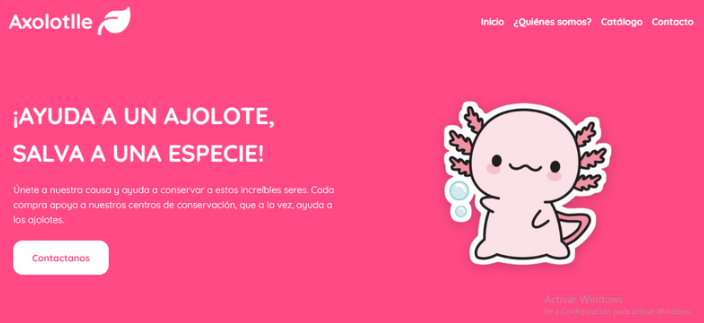 Axolotlle
Inicio ¿Quiénes somos? Catálogo Contacto
¡AYUDA A UN AJOLOTE,
SALVA A UNA ESPECIE!
Únete a nuestra causa y ayuda a conservar a estos increíbles seres. Cada
compra apoya a nuestros centros de conservación, que a la vez, ayuda a
los ajolotes.
Contactanos
Activar Windows
Ve a Configuración para activar Windows.